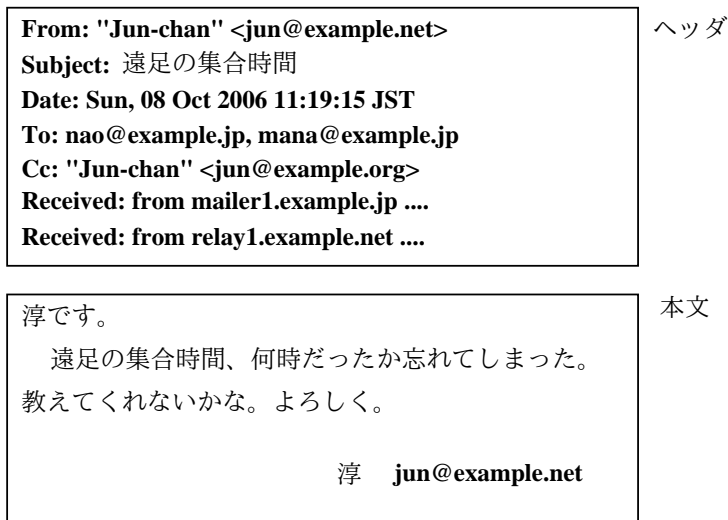 From: "Jun-chan" <jun@example.net>
ヘッダ
Subject: 遠足の集合時間
Date: Sun, 08 Oct 2006 11:19:15 JST
To: nao@example.jp, mana@example.jp
Cc: "Jun-chan" <jun@example.org>
Received: from mailer1.example.jp ....
Received: from relay1.example.net ....
本文
淳です。
遠足の集合時間、何時だったか忘れてしまった。
教えてくれないかな。よろしく。
淳 jun@example.net